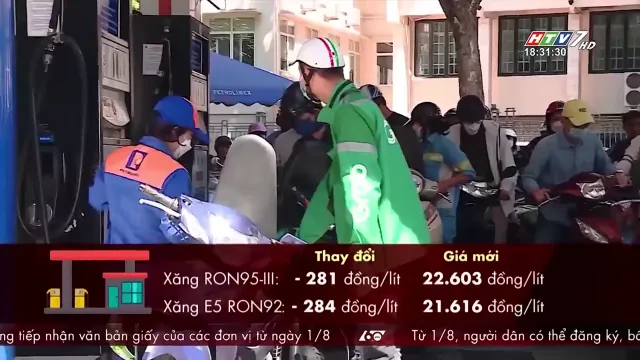 HTV7 HD
18:31:30
PETROLIMEX
Thay đổi Giá mới
Xăng RON95-III: - 281 đồng/lít 22.603 đồng/lít
Xăng E5 RON92: - 284 đồng/lít 21.616 đồng/lít
ng tiếp nhận văn bản giấy của các đơn vị từ ngày 1/8 Từ 1/8, người dân có thể đăng ký, b